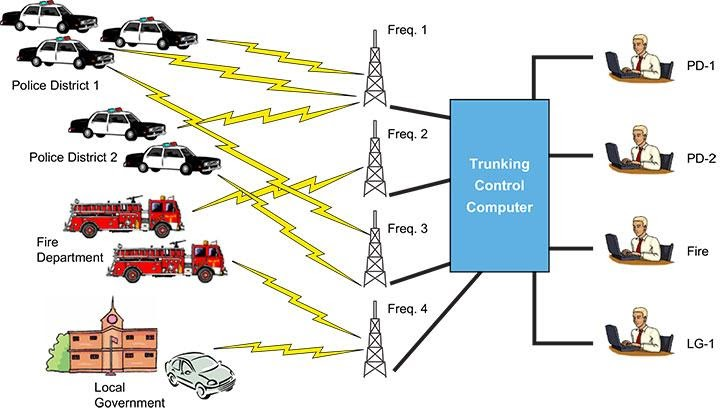 Freq. 1
Police District 1
PD-1
Freq. 2
Police District 2
Trunking
Control
Computer
PD-2
Freq. 3
Fire
Department
Fire
Freq. 4
LG-1
Local
Government